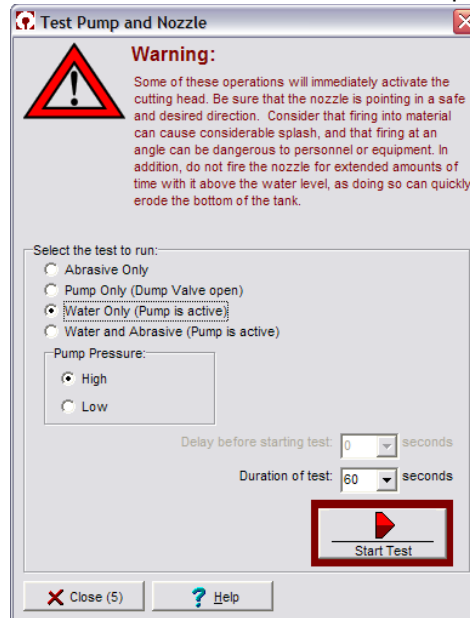 Test Pump and Nozzle
Warning:
Some of these operations will immediately activate the
cutting head. Be sure that the nozzle is pointing in a safe
and desired direction. Consider that firing into material
can cause considerable splash, and that firing at an
angle can be dangerous to personnel or equipment. In
addition, do not fire the nozzle for extended amounts of
time with it above the water level, as doing so can quickly
erode the bottom of the tank.
Select the test to run:
Abrasive Only
Pump Only (Dump Valve open)
Water Only (Pump is active)
Water and Abrasive (Pump is active)
Pump Pressure:
High
Low
Delay before starting test: 0 seconds
Duration of test: 60 seconds
Start Test
Close (5) Help